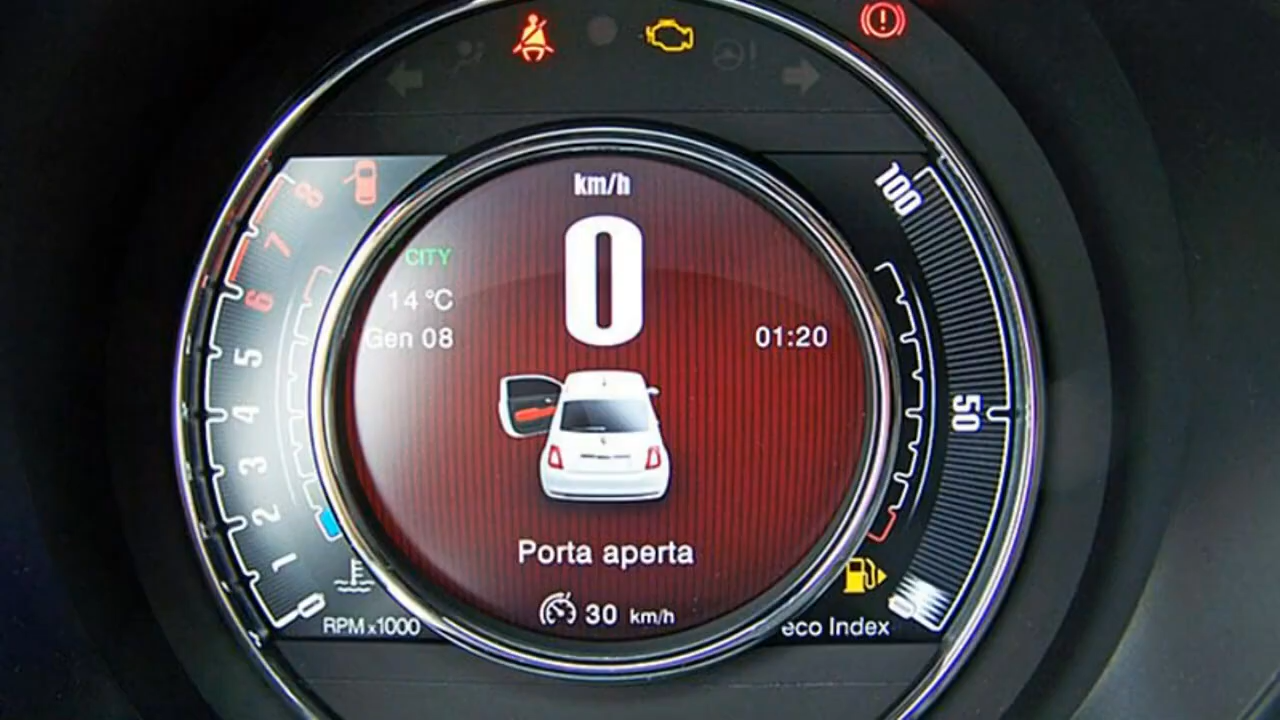 km/h
0
CITY
14 °C
Gen 08
01:20
Porta aperta
30 km/h
8
7
6
5
4
3
2
1
0
RPM x1000
100
50
0
eco Index